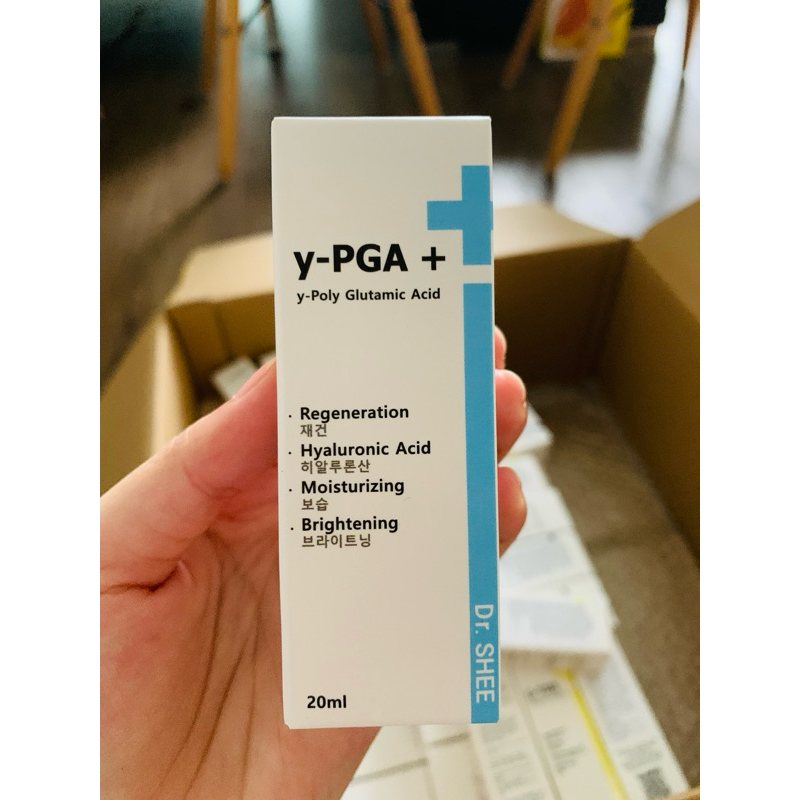 y-PGA +
y-Poly Glutamic Acid
· Regeneration
재건
· Hyaluronic Acid
히알루론산
· Moisturizing
보습
· Brightening
브라이트닝
20ml
Dr. SHEE